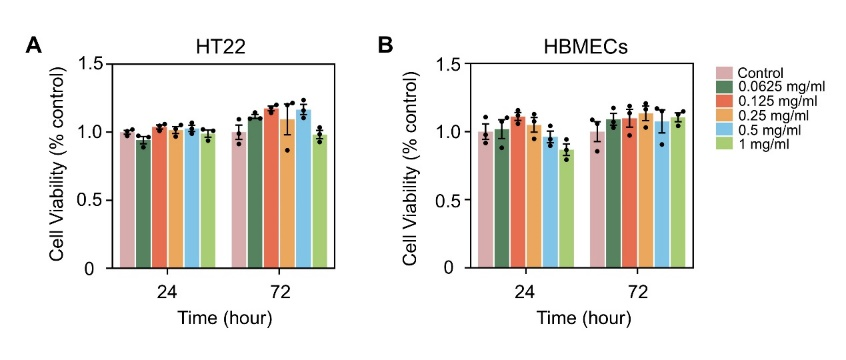 A
HT22
Cell Viability (% control)
1.5
1.0
0.5
0
24
72
Time (hour)
B
HBMECs
Cell Viability (% control)
1.5
1.0
0.5
0
24
72
Time (hour)
Control
0.0625 mg/ml
0.125 mg/ml
0.25 mg/ml
0.5 mg/ml
1 mg/ml